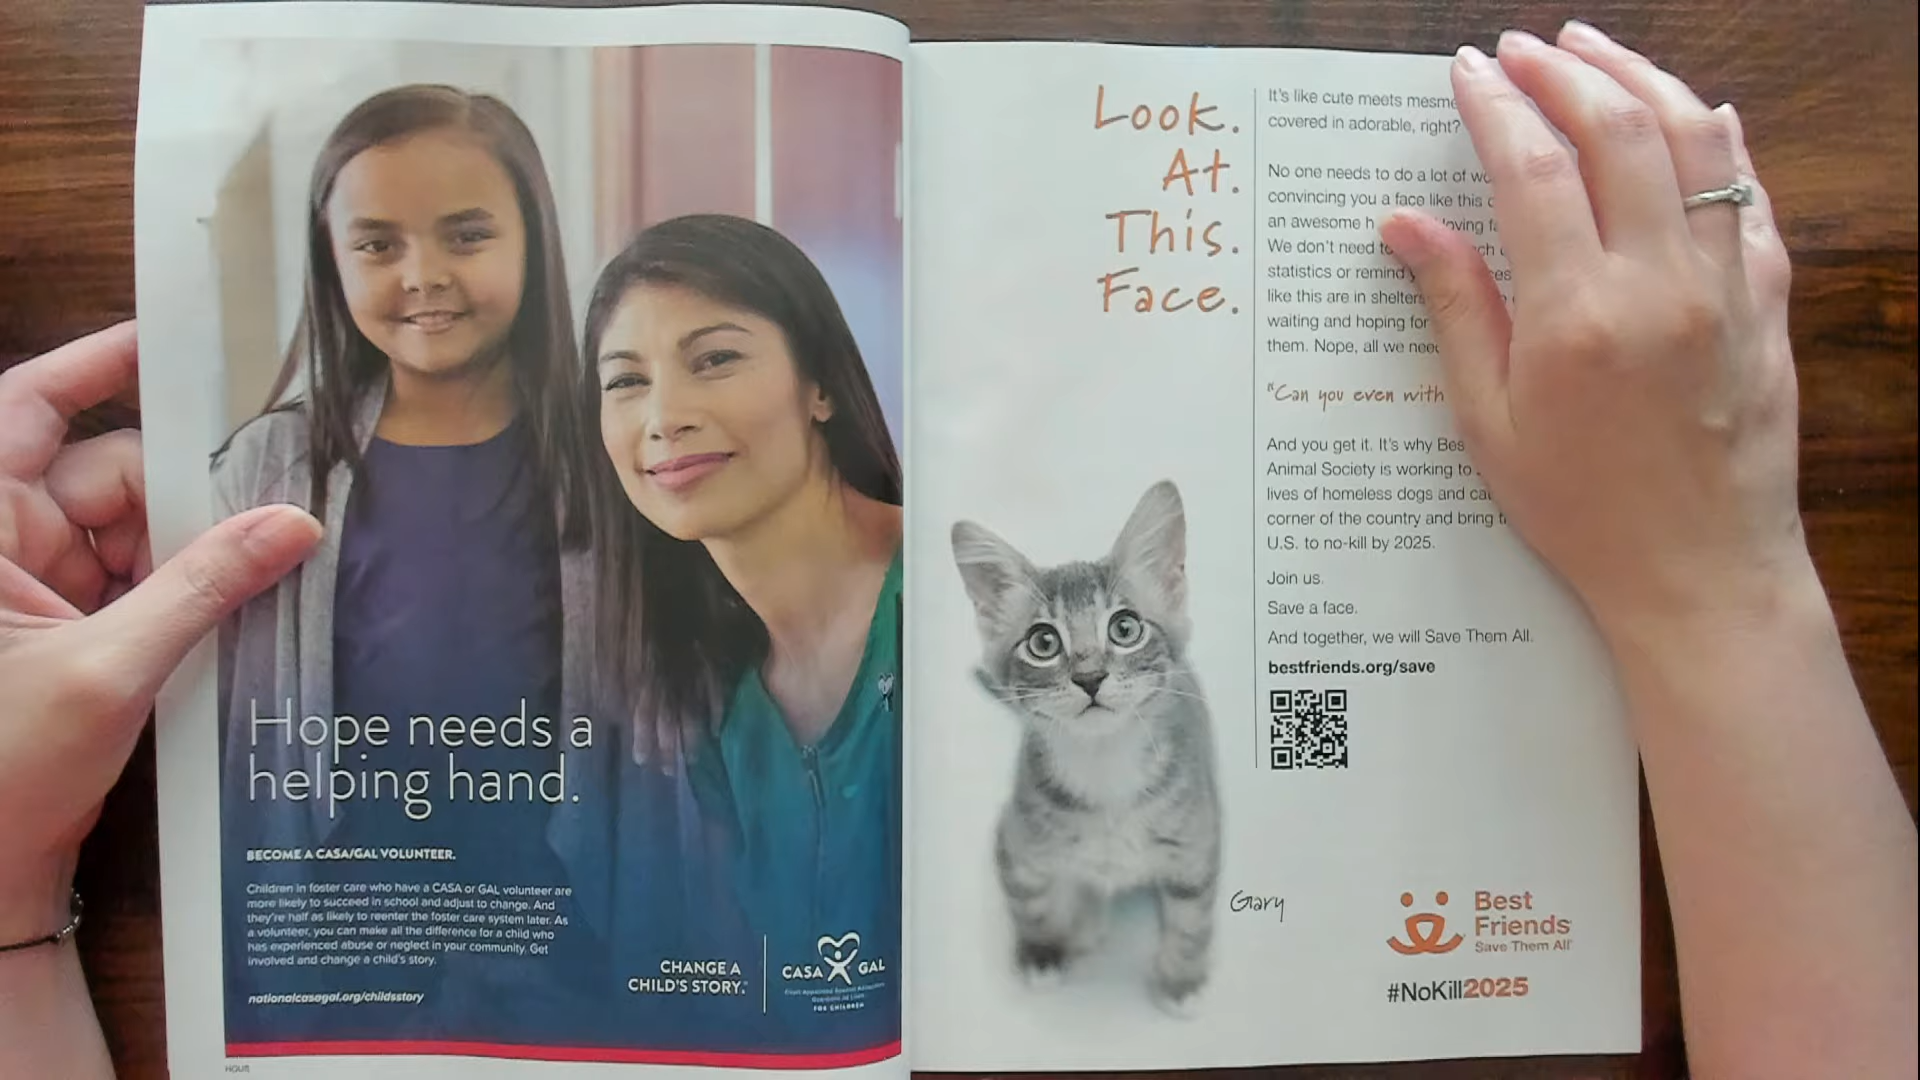 Hope needs a
helping hand.
BECOME A CASA/GAL VOLUNTEER.
Children in foster care who have a CASA or GAL volunteer are
more likely to succeed in school and adjust to change. And
they're half as likely to reenter the foster care system later. As
a volunteer, you can make all the difference for a child who
has experienced abuse or neglect in your community. Get
involved and change a child's story.
nationalcasagal.org/childsstory
CHANGE A
CHILD'S STORY.
CASA GAL
FOR CHILDREN
HOUR
Look.
At.
This.
Face.
It's like cute meets
covered in adorable, right?
No one needs to do a lot of
convincing you a face like this
an awesome
We don't need
statistics or remind
like this are in shelters
waiting and hoping for
them. Nope, all we
"Can you even with
And you get it. It's why
Animal Society is working to
lives of homeless dogs and
corner of the country and bring
U.S. to no-kill by 2025.
Join us.
Save a face.
And together, we will Save Them All.
bestfriends.org/save
Gary
Best
Friends
Save Them All
#NoKill2025